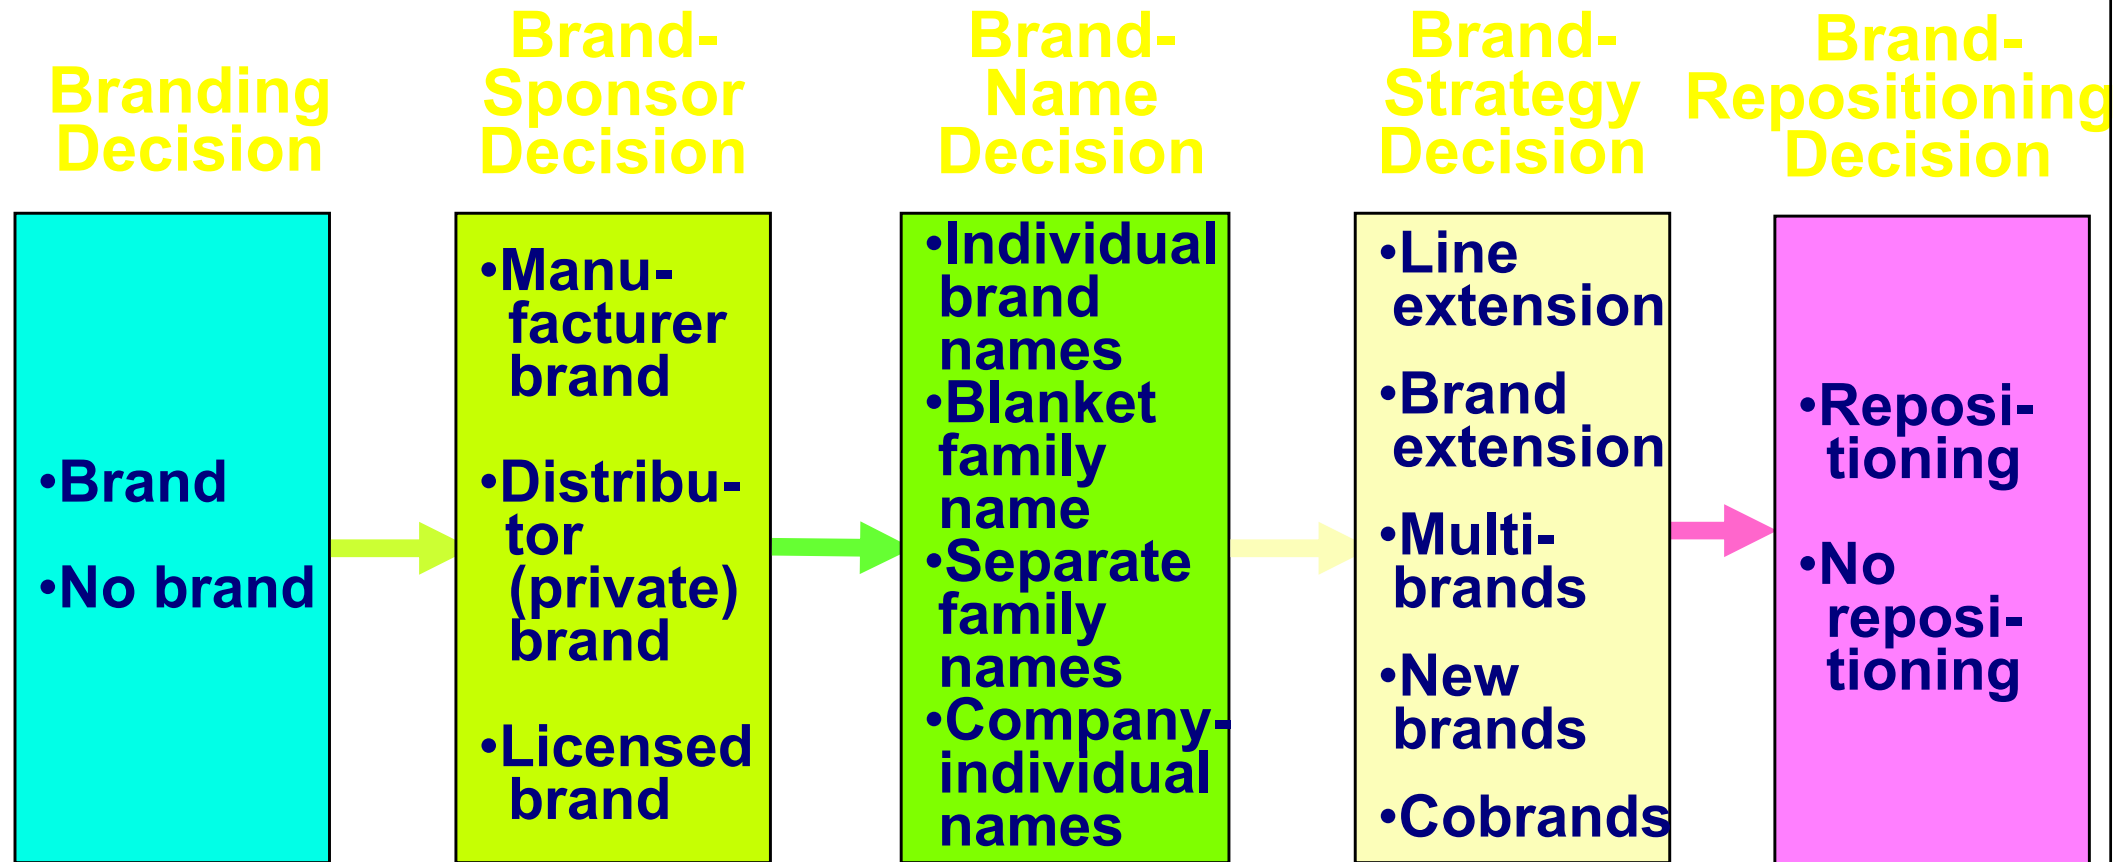 Branding
Decision
Brand-
Sponsor
Decision
Brand-
Name
Decision
Brand-
Strategy
Decision
Brand-
Repositioning
Decision
•Brand
•No brand
•Manu-
facturer
brand
•Distribu-
tor
(private)
brand
•Licensed
brand
•Individual
brand
names
•Blanket
family
name
•Separate
family
names
•Company-
individual
names
•Line
extension
•Brand
extension
•Multi-
brands
•New
brands
•Cobrands
•Reposi-
tioning
•No
reposi-
tioning